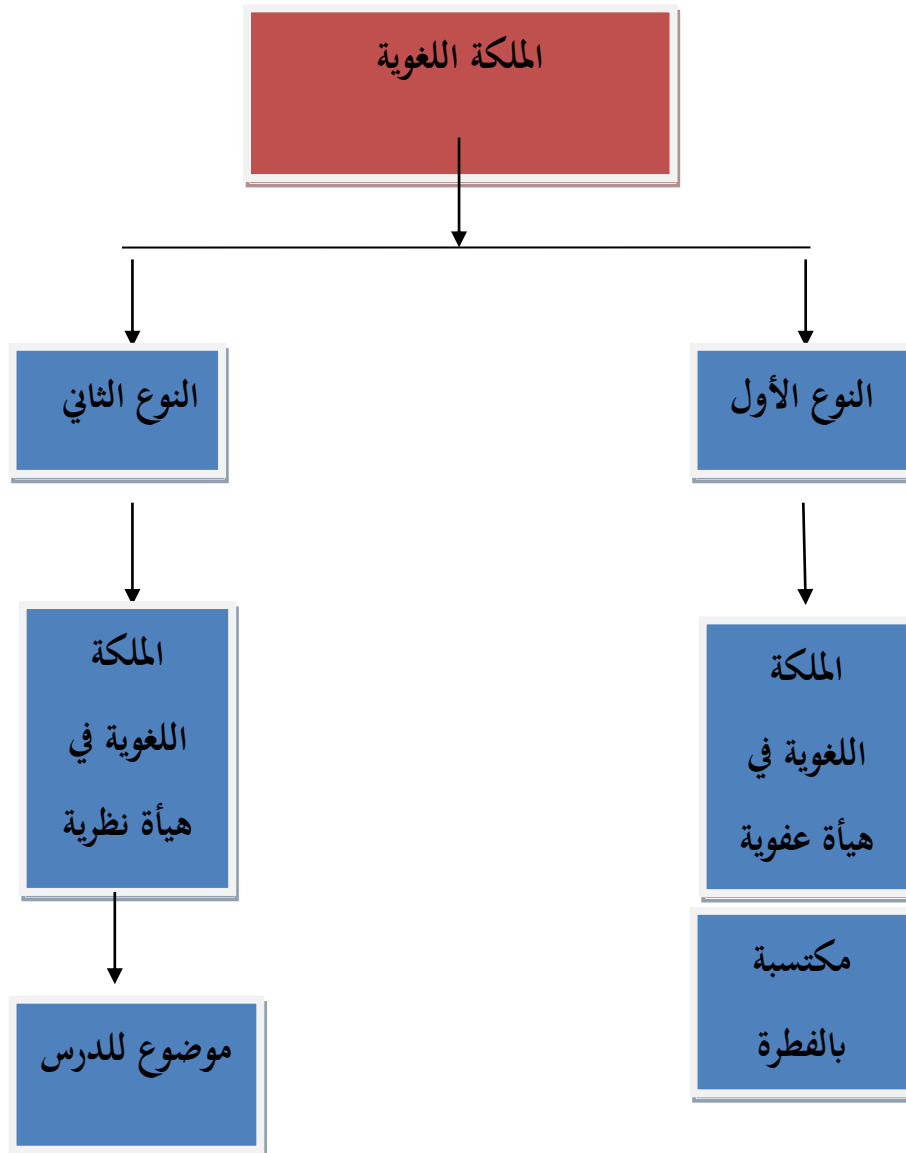 الملكة اللغوية
النوع الأول
النوع الثاني
الملكة
اللغوية في
هيأة عفوية
الملكة
اللغوية في
هيأة نظرية
مكتسبة
بالفطرة
موضوع للدرس